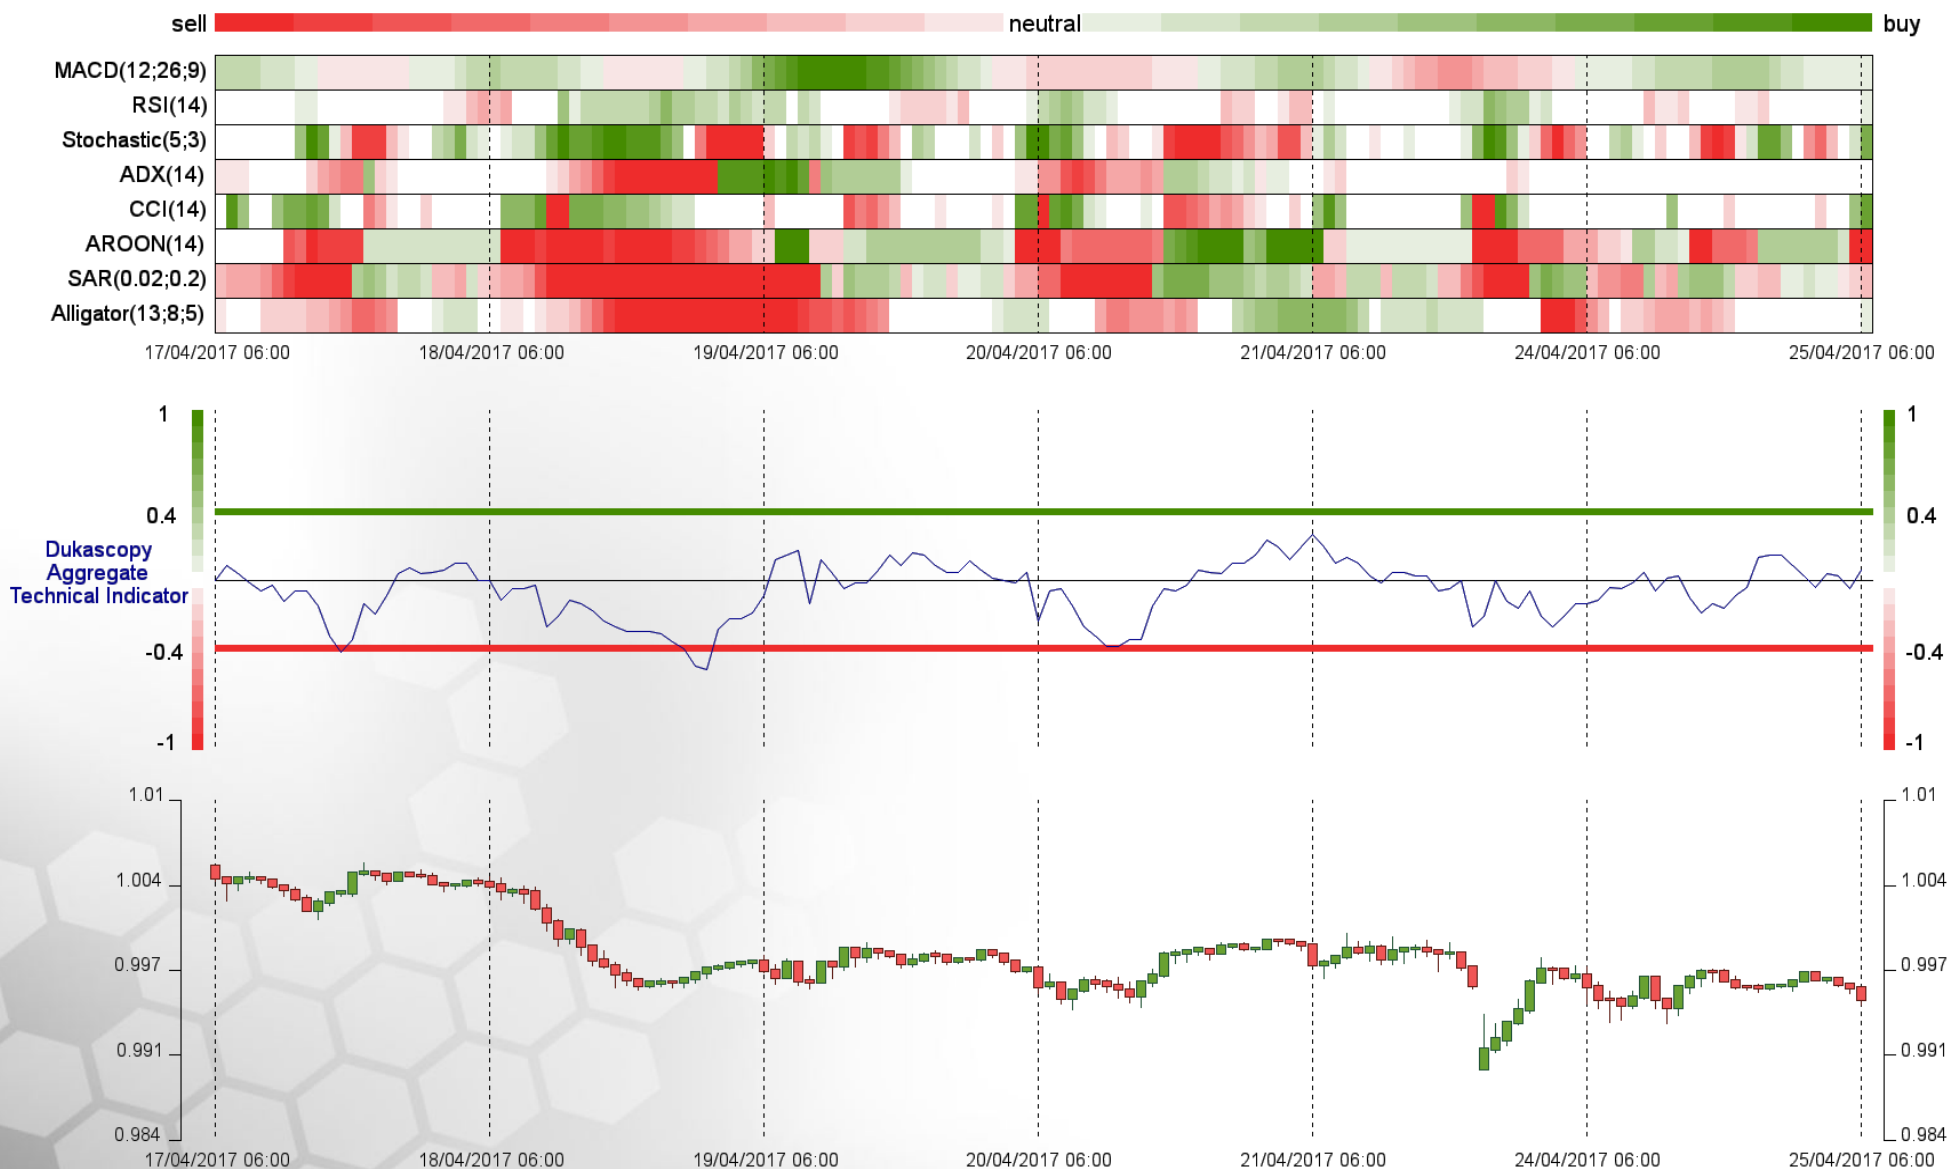 sell neutral buy
MACD(12;26;9)
RSI(14)
Stochastic(5;3)
ADX(14)
CCI(14)
AROON(14)
SAR(0.02;0.2)
Alligator(13;8;5)
17/04/2017 06:00 18/04/2017 06:00 19/04/2017 06:00 20/04/2017 06:00 21/04/2017 06:00 24/04/2017 06:00 25/04/2017 06:00
1 1
0.4 0.4
Dukascopy
Aggregate
Technical Indicator
-0.4 -0.4
-1 -1
1.01 1.01
1.004 1.004
0.997 0.997
0.991 0.991
0.984 0.984
17/04/2017 06:00 18/04/2017 06:00 19/04/2017 06:00 20/04/2017 06:00 21/04/2017 06:00 24/04/2017 06:00 25/04/2017 06:00